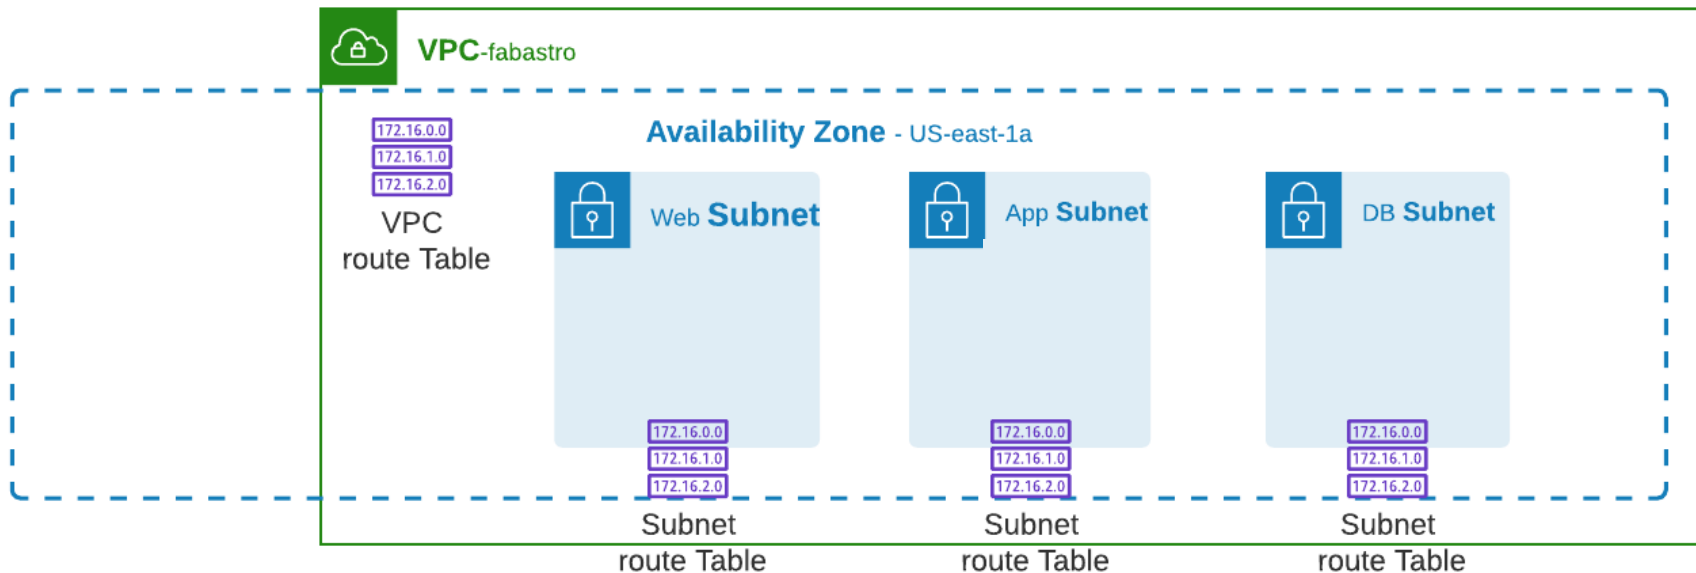 VPC-fabastro
Availability Zone - US-east-1a
172.16.0.0
172.16.1.0
172.16.2.0
VPC
route Table
Web Subnet
App Subnet
DB Subnet
172.16.0.0
172.16.1.0
172.16.2.0
Subnet
route Table
172.16.0.0
172.16.1.0
172.16.2.0
Subnet
route Table
172.16.0.0
172.16.1.0
172.16.2.0
Subnet
route Table